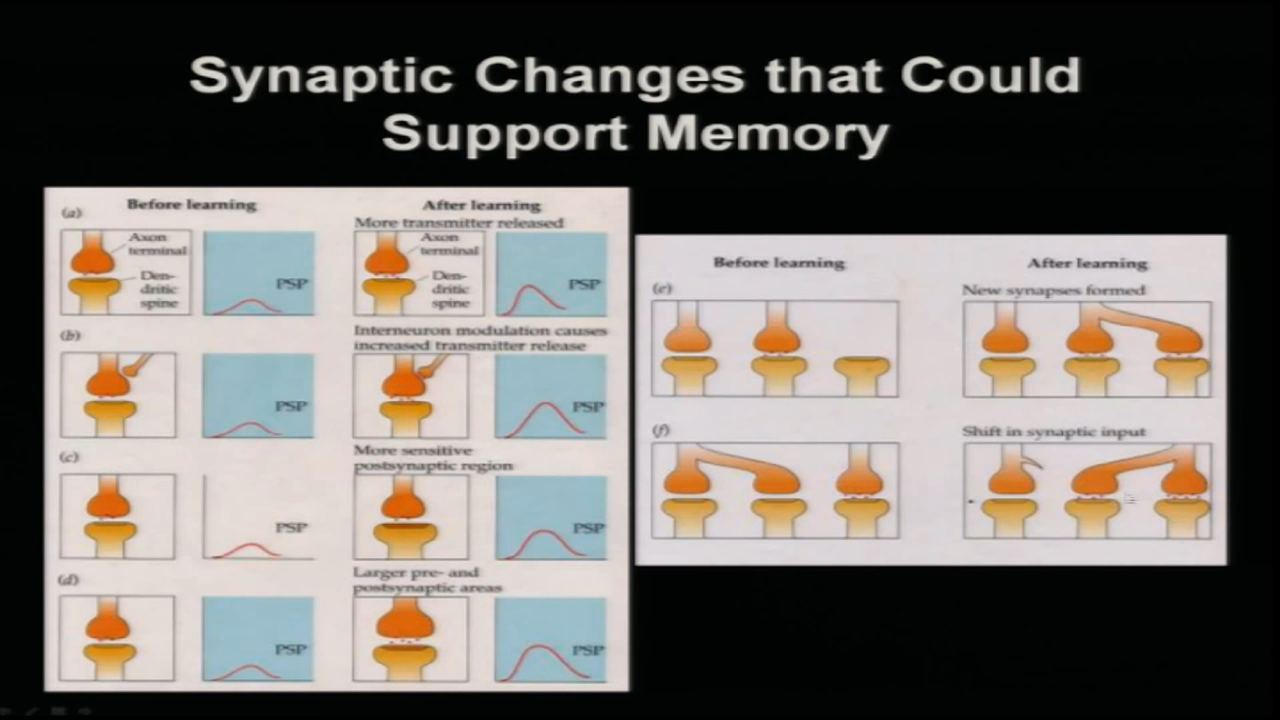 Synaptic Changes that Could
Support Memory
Before learning
After learning
(a)
More transmitter released
Axon
terminal
Den-
dritic
spine
PSP
Axon
terminal
Den-
dritic
spine
PSP
(b)
Interneuron modulation causes
increased transmitter release
PSP
PSP
(c)
More sensitive
postsynaptic region
PSP
PSP
(d)
Larger pre- and
postsynaptic areas
PSP
PSP
Before learning
After learning
(e)
New synapses formed
(f)
Shift in synaptic input